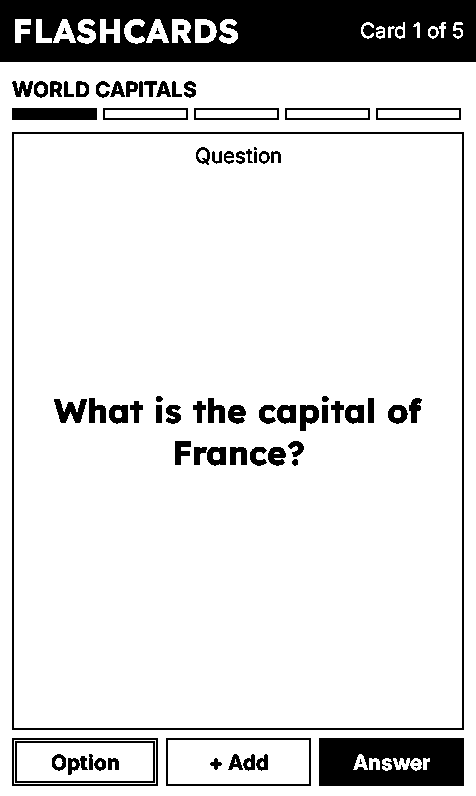 FLASHCARDS
Card 1 of 5
WORLD CAPITALS
Question
What is the capital of
France?
Option
+ Add
Answer